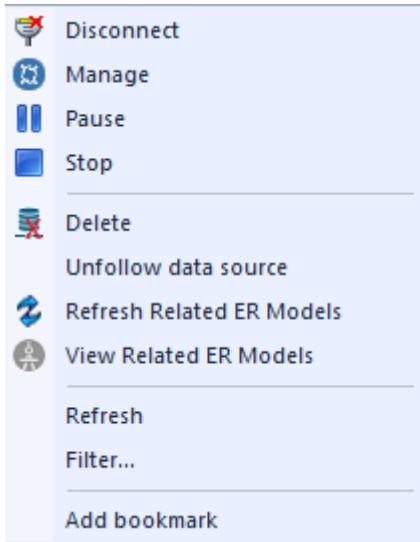 Disconnect
Manage
Pause
Stop
Delete
Unfollow data source
Refresh Related ER Models
View Related ER Models
Refresh
Filter...
Add bookmark